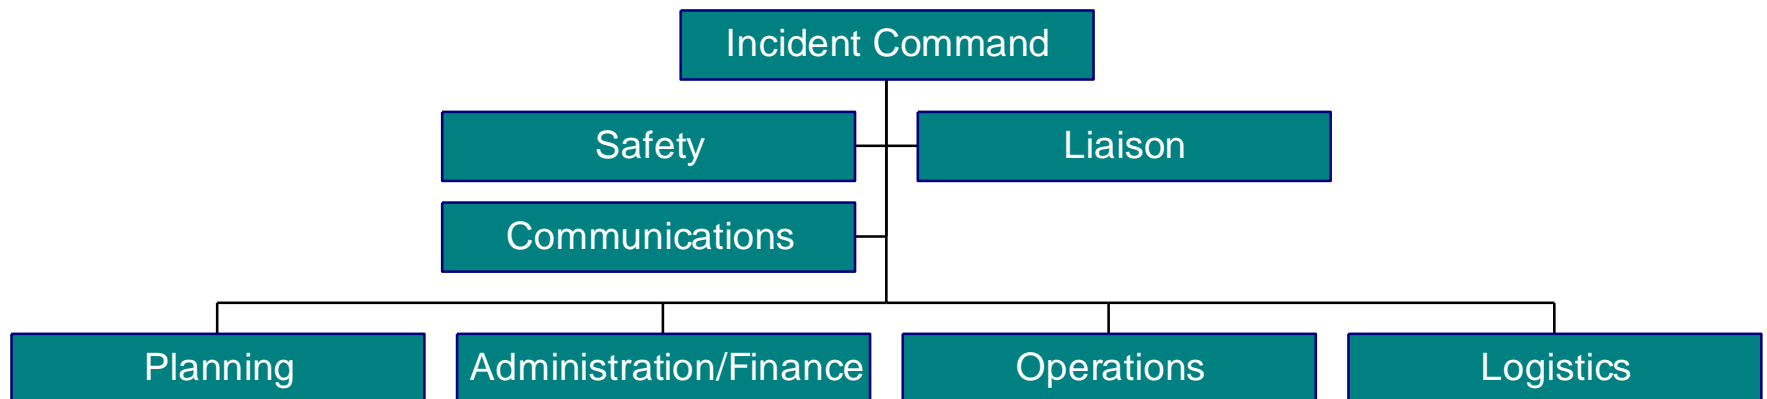 Incident Command
Safety
Liaison
Communications
Planning
Administration/Finance
Operations
Logistics